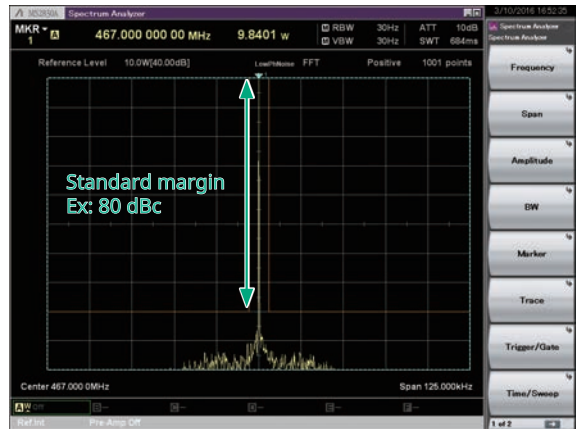 MS2830A Spectrum Analyzer
3/10/2016 16:52:35
MKR 1 A 467.000 000 00 MHz 9.8401 W
M RBW 30Hz ATT 10dB
M VBW 30Hz SWT 684ms
Spectrum Analyzer
Spectrum Analyzer
Reference Level 10.0W[40.00dB] LowPhNoise FFT Positive 1001 points
Frequency
Span
Amplitude
Standard margin
Ex: 80 dBc
BW
Marker
Trace
Trigger/Gate
Center 467.000 0MHz Span 125.000kHz
Time/Sweep
Ref.Int Pre-Amp Off
1 of 2